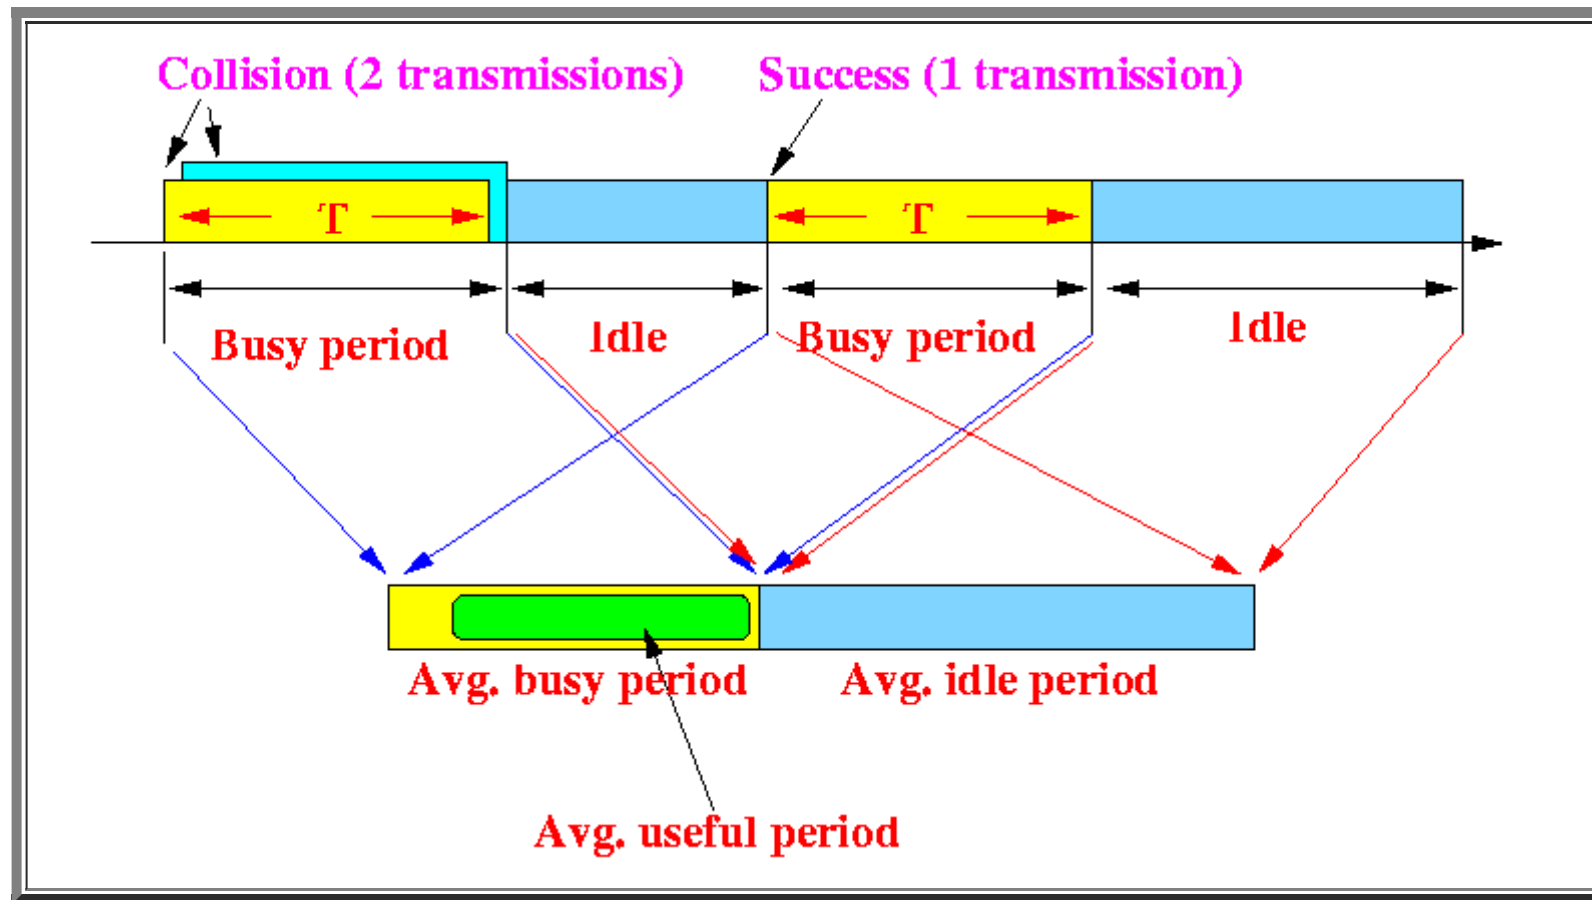 Collision (2 transmissions) Success (1 transmission)
T T
Busy period Idle Busy period Idle
Avg. busy period Avg. idle period
Avg. useful period